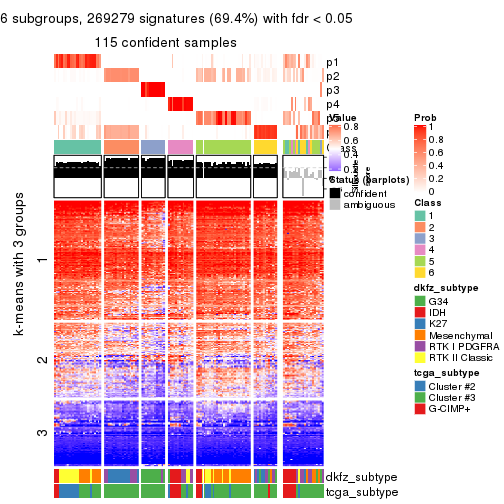 6 subgroups, 269279 signatures (69.4%) with fdr < 0.05
115 confident samples
p1
p2
p3
p4
Value
0.8
0.6
0.4
0.2
Silhouette
score
Status (barplots)
confident
ambiguous
Prob
1
0.8
0.6
0.4
0.2
0
Class
1
2
3
4
5
6
dkfz_subtype
G34
IDH
K27
Mesenchymal
RTK I PDGFRA
RTK II Classic
tcga_subtype
Cluster #2
Cluster #3
G-CIMP+
k-means with 3 groups
1
2
3
dkfz_subtype
tcga_subtype